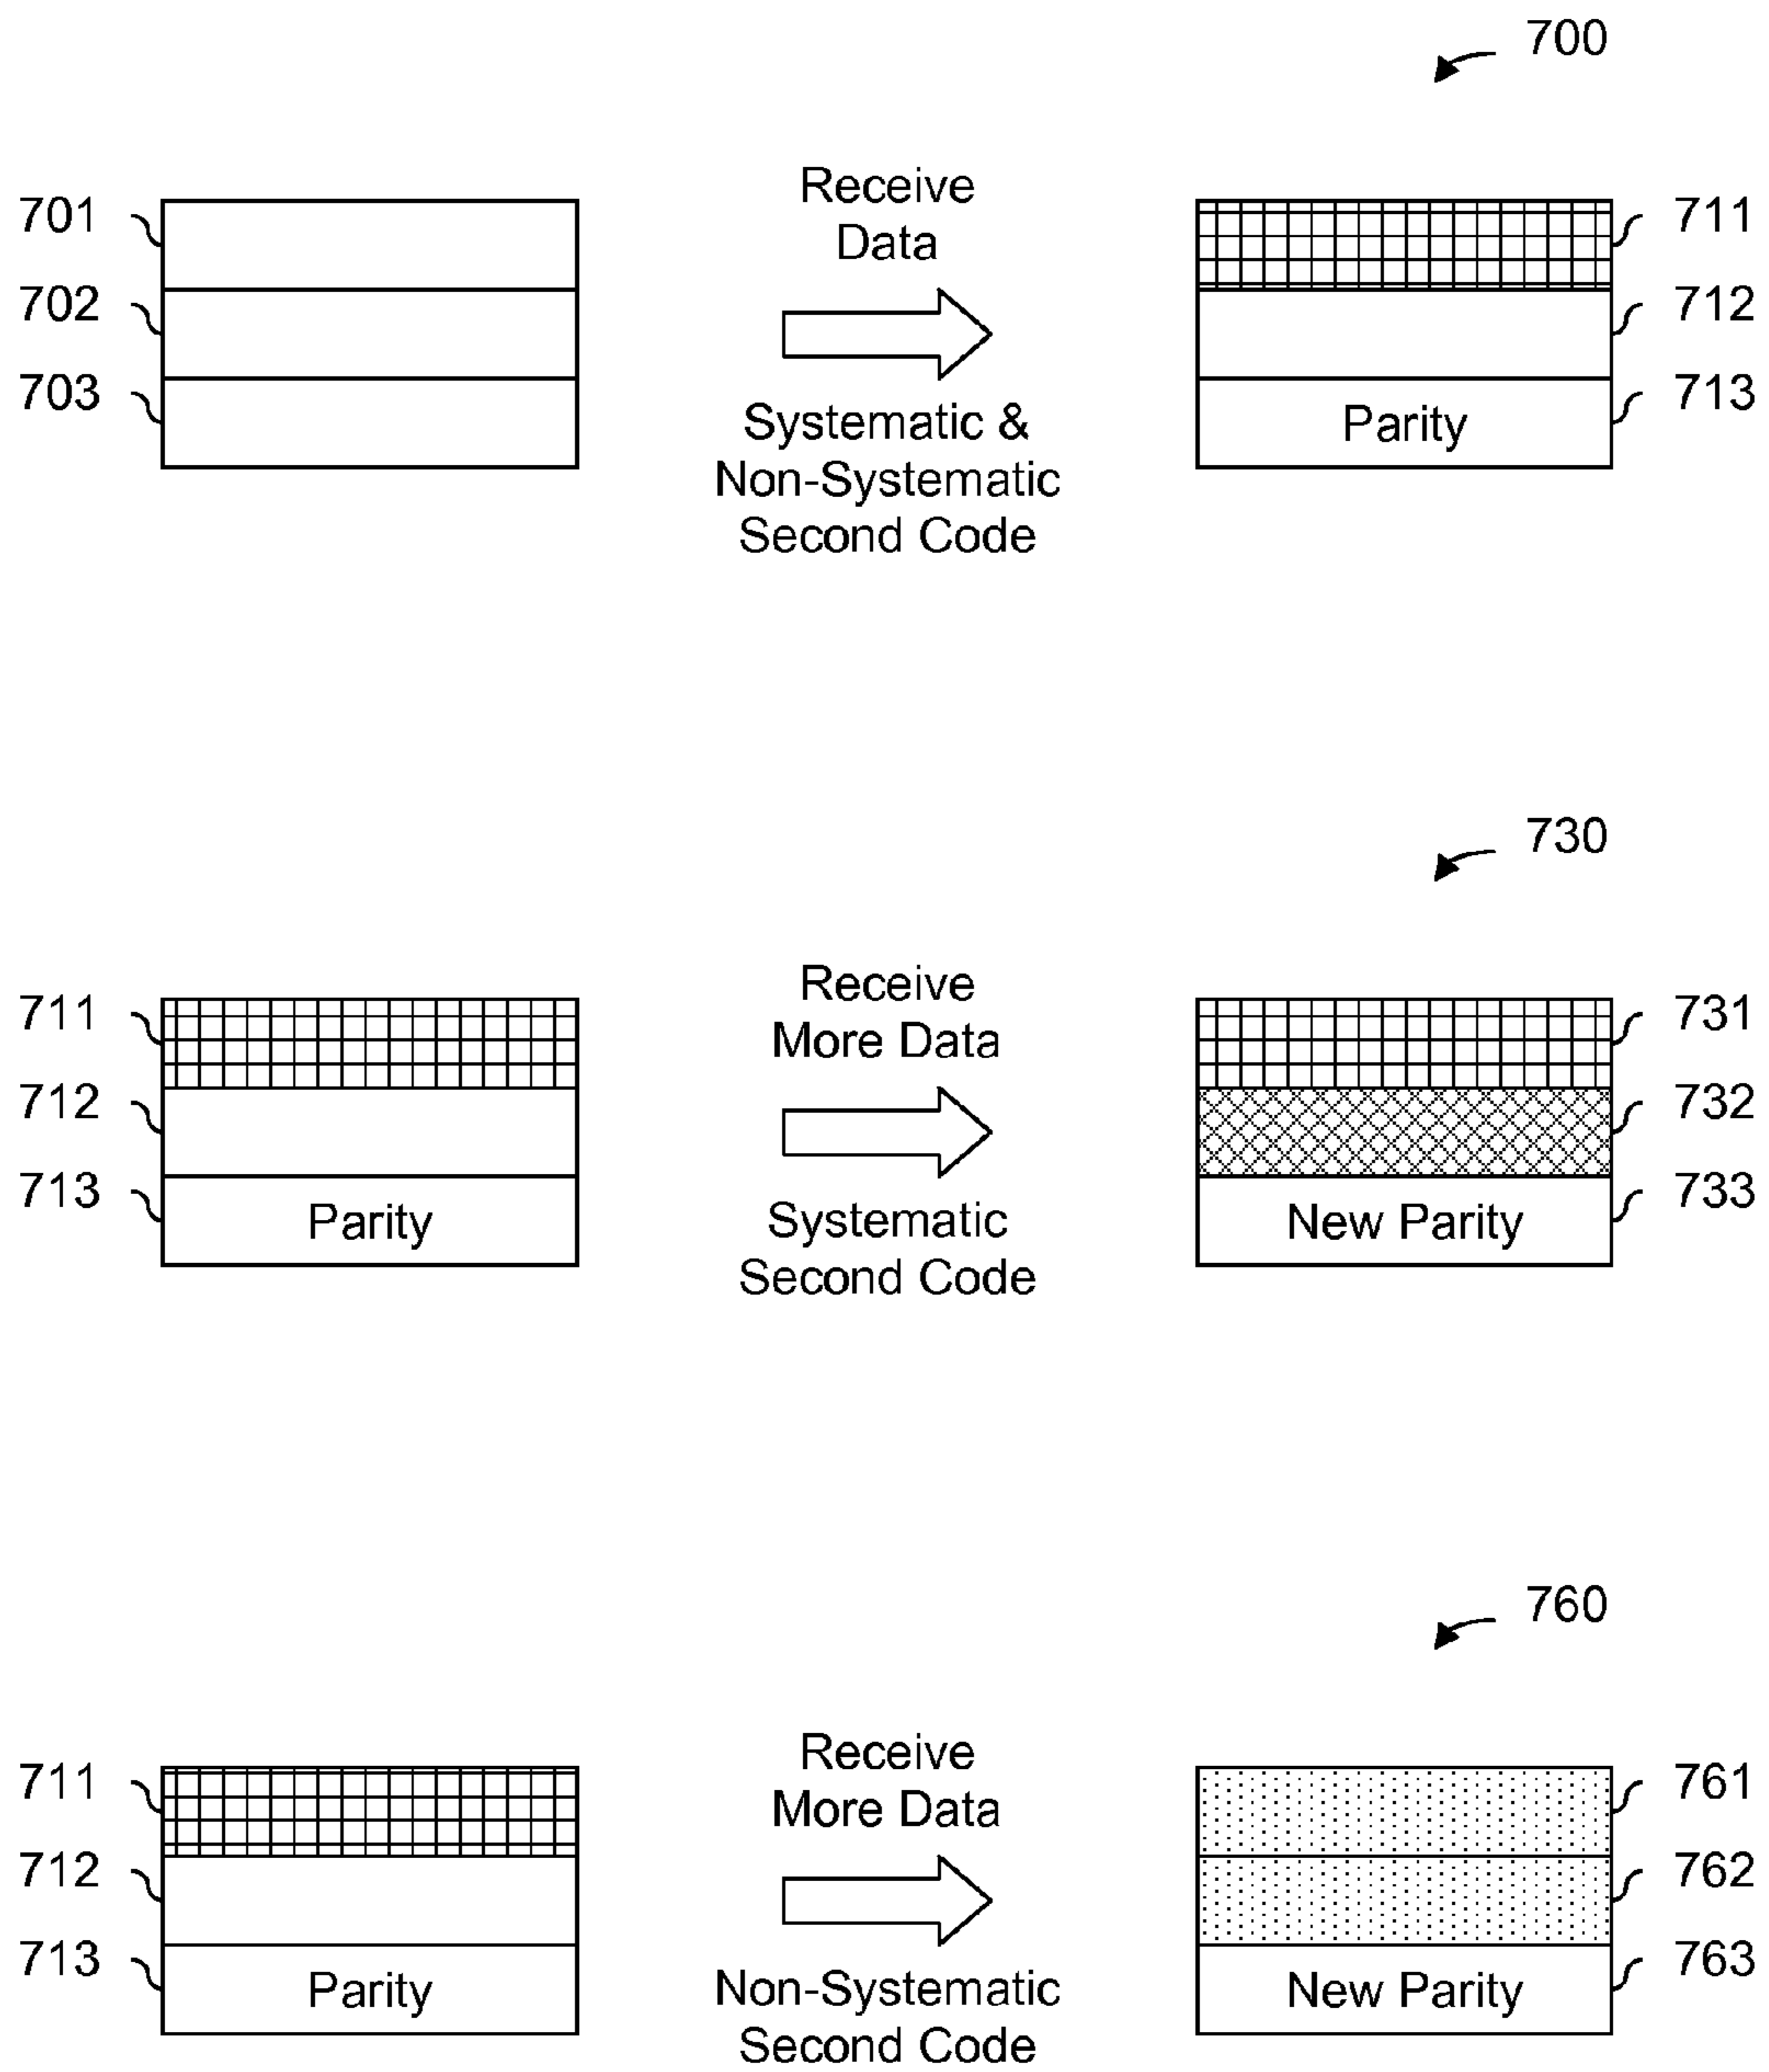 700
Receive
Data
701
702
703
Systematic &
Non-Systematic
Second Code
711
712
Parity
713
730
Receive
More Data
711
712
713
Parity
Systematic
Second Code
731
732
733
New Parity
760
Receive
More Data
711
712
713
Parity
Non-Systematic
Second Code
761
762
763
New Parity